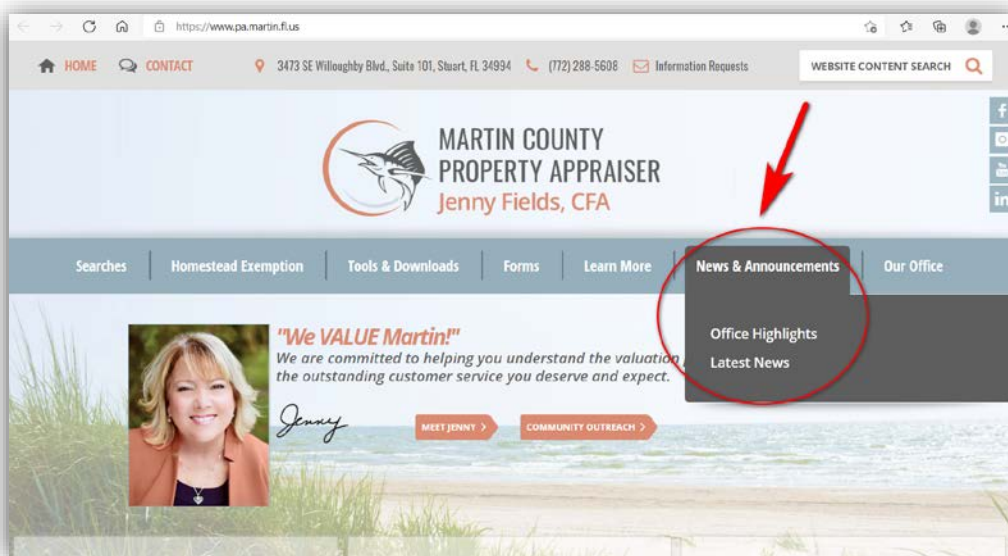 https://www.pa.martin.fl.us
HOME CONTACT 3473 SE Willoughby Blvd., Suite 101, Stuart, FL 34994 (772) 288-5608 Information Requests WEBSITE CONTENT SEARCH
MARTIN COUNTY
PROPERTY APPRAISER
Jenny Fields, CFA
Searches Homestead Exemption Tools & Downloads Forms Learn More News & Announcements Our Office
Office Highlights
Latest News
"We VALUE Martin!"
We are committed to helping you understand the valuation
the outstanding customer service you deserve and expect.
Jenny
MEET JENNY > COMMUNITY OUTREACH >